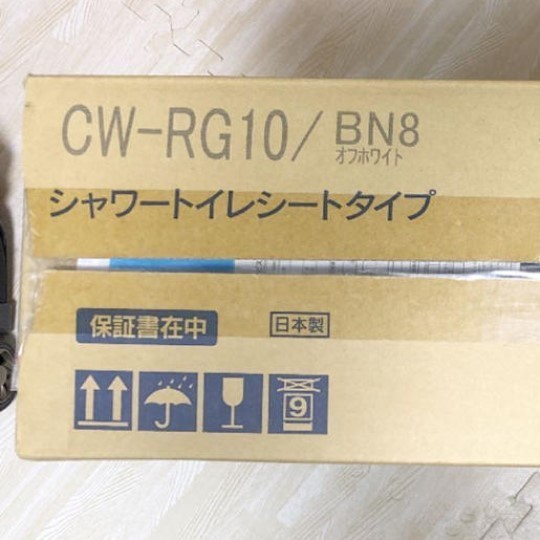 CW-RG10/BN8
オフホワイト
シャワートイレシートタイプ
保証書在中 日本製
9